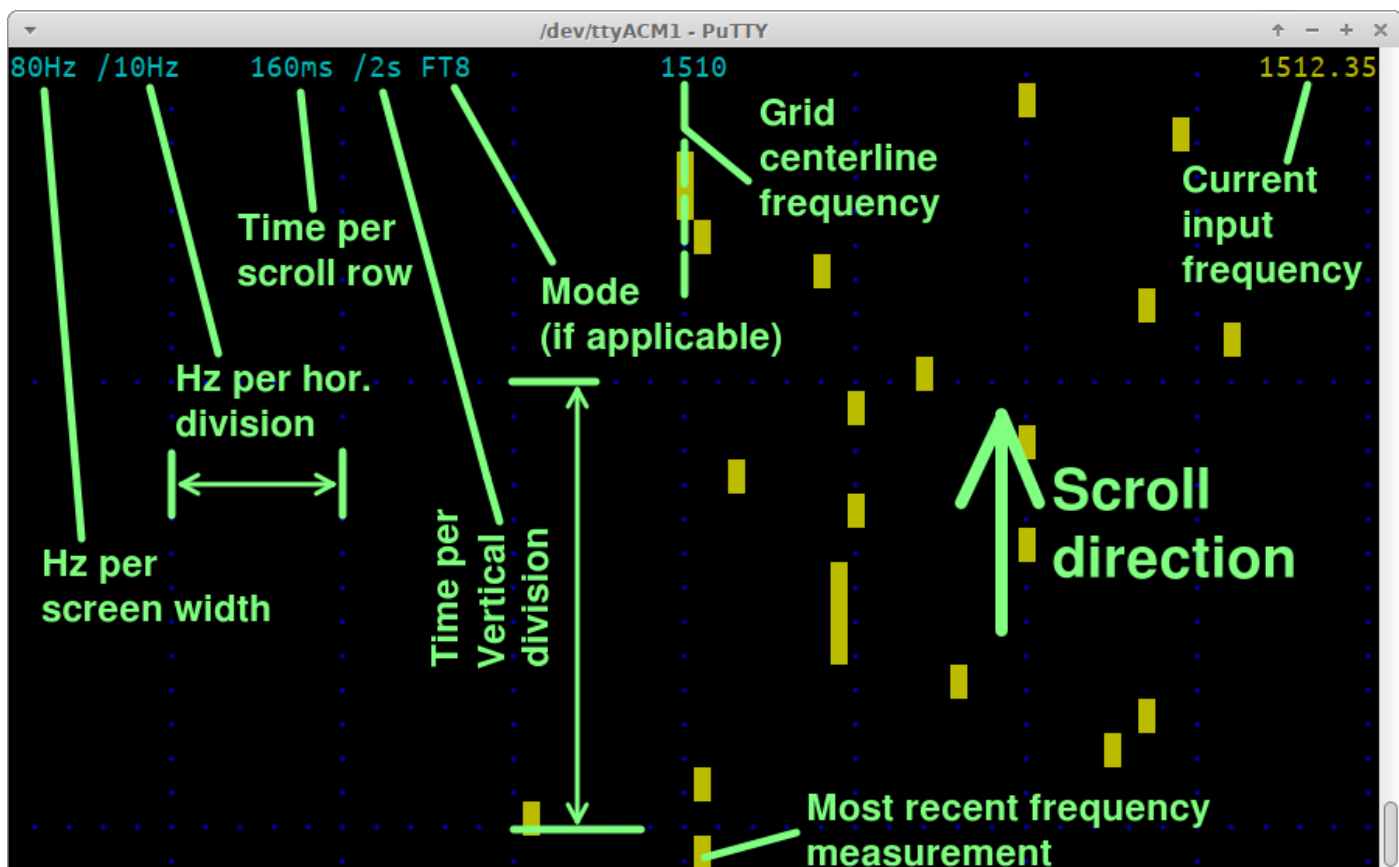 /dev/ttyACM1 - PuTTY
80Hz /10Hz 160ms /2s FT8 1510 1512.35
Grid
centerline
frequency
Current
input
frequency
Time per
scroll row
Mode
(if applicable)
Hz per hor.
division
Scroll
direction
Time per
Vertical
division
Hz per
screen width
Most recent frequency
measurement